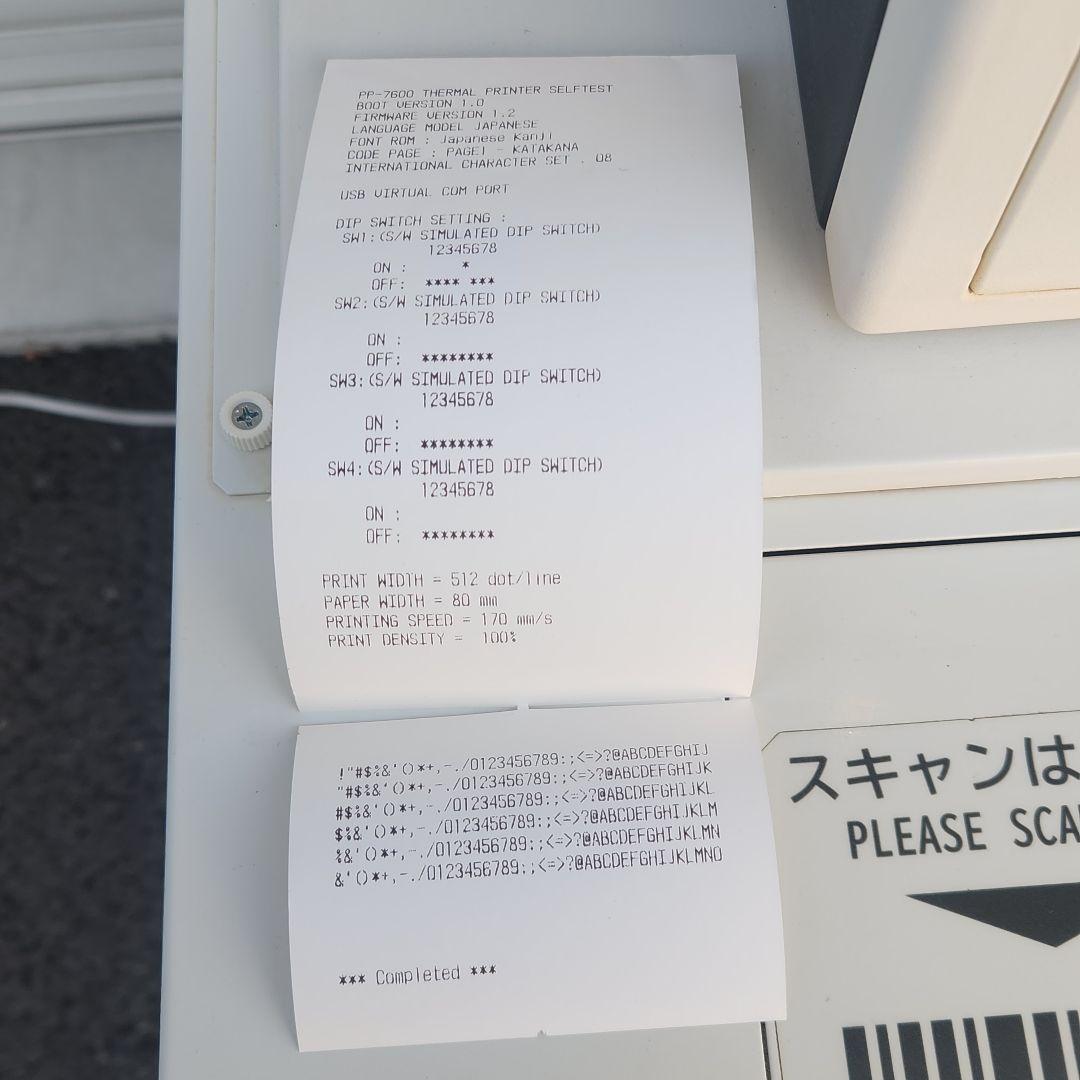 PP-7600 THERMAL PRINTER SELFTEST
BOOT VERSION 1.0
FIRMWARE VERSION 1.2
LANGUAGE MODEL JAPANESE
FONT ROM : Japanese Kanji
CODE PAGE : PAGE1 - KATAKANA
INTERNATIONAL CHARACTER SET . 08
USB VIRTUAL COM PORT
DIP SWITCH SETTING :
SW1:(S/W SIMULATED DIP SWITCH)
12345678
ON : *
OFF: **** ***
SW2:(S/W SIMULATED DIP SWITCH)
12345678
ON :
OFF: ********
SW3:(S/W SIMULATED DIP SWITCH)
12345678
ON :
OFF: ********
SW4:(S/W SIMULATED DIP SWITCH)
12345678
ON :
OFF: ********
PRINT WIDTH = 512 dot/line
PAPER WIDTH = 80 mm
PRINTING SPEED = 170 mm/s
PRINT DENSITY = 100%
!"#$%&'()*+,-./0123456789:;<=>?@ABCDEFGHIJ
"#$%&'()*+,-./0123456789:;<=>?@ABCDEFGHIJK
#$%&'()*+,-./0123456789:;<=>?@ABCDEFGHIJKL
$%&'()*+,-./0123456789:;<=>?@ABCDEFGHIJKLM
%&'()*+,-./0123456789:;<=>?@ABCDEFGHIJKLMN
&'()*+,-./0123456789:;<=>?@ABCDEFGHIJKLMNO
*** Completed ***
スキャンは
PLEASE SCA